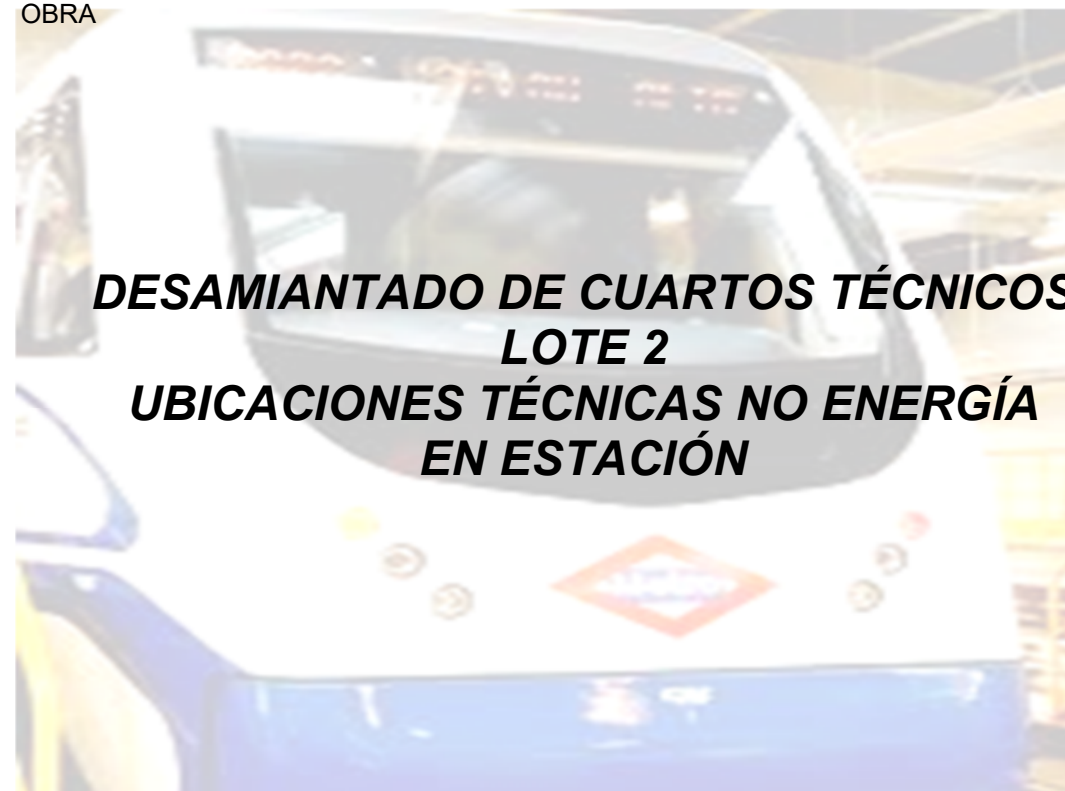 OBRA
DESAMIANTADO DE CUARTOS TÉCNICOS
LOTE 2
UBICACIONES TÉCNICAS NO ENERGÍA
EN ESTACIÓN